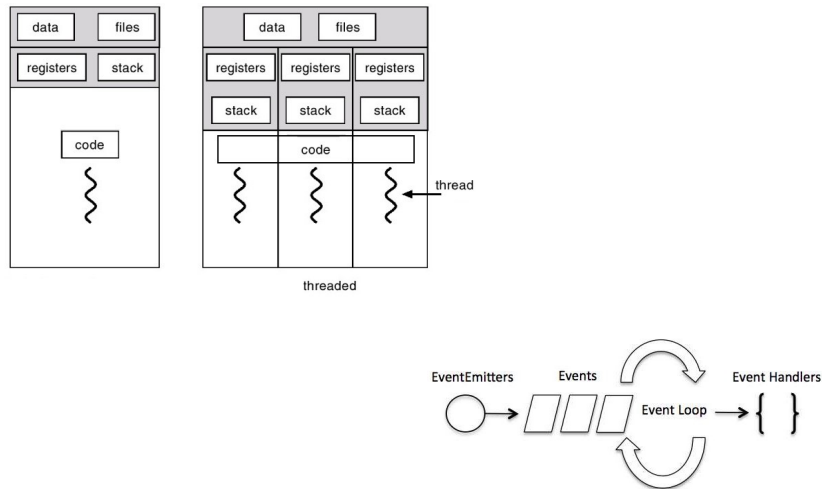 data files
registers stack
code
data files
registers registers registers
stack stack stack
code
thread
threaded
EventEmitters Events Event Loop Event Handlers
{ }